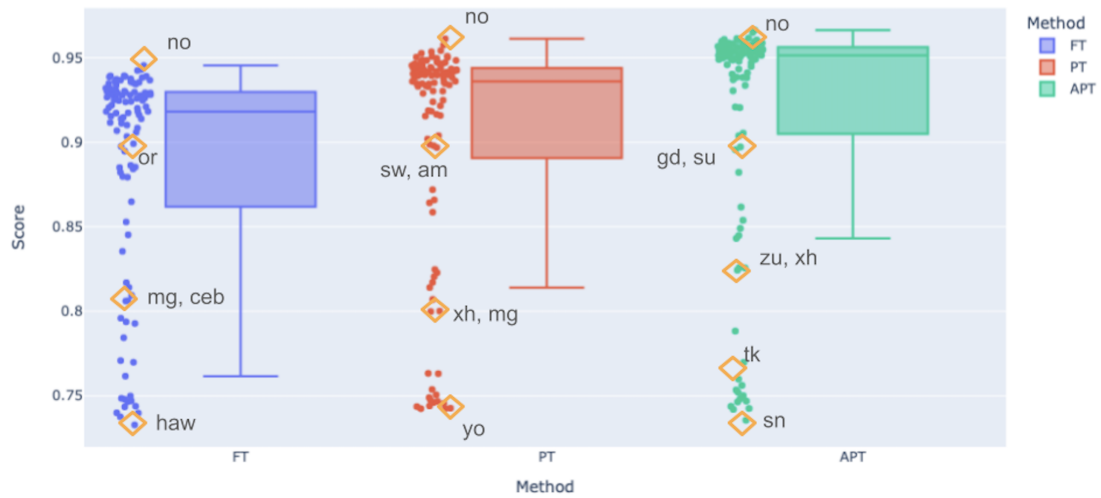 no
no
no
Method
FT
PT
APT
0.95
0.9
0.85
0.8
0.75
Score
or
sw, am
gd, su
mg, ceb
xh, mg
zu, xh
tk
haw
yo
sn
FT
PT
APT
Method